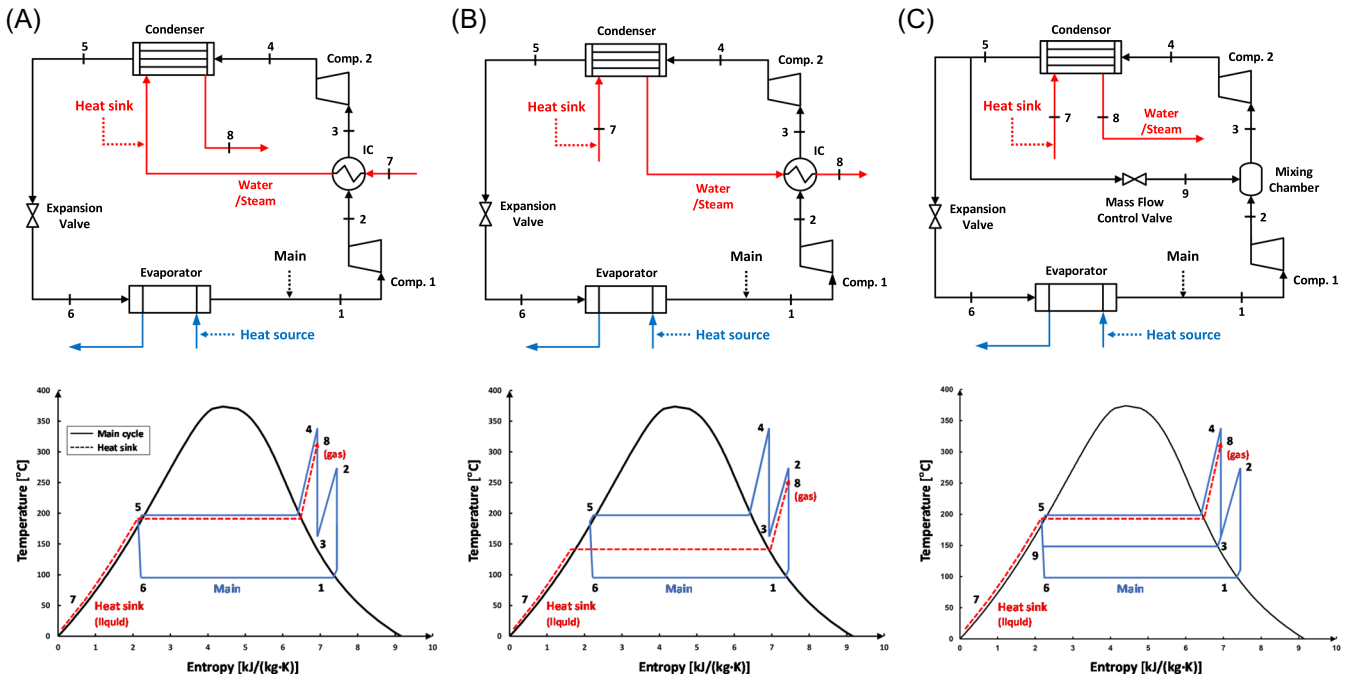 (A)
Condenser
5
4
Comp. 2
Heat sink
8
3
IC
7
Water
/Steam
2
Expansion
Valve
Main
Evaporator
Comp. 1
6
1
Heat source
(B)
Condenser
5
4
Comp. 2
Heat sink
7
3
IC
8
Water
/Steam
2
Expansion
Valve
Main
Evaporator
Comp. 1
6
1
Heat source
(C)
Condensor
5
4
Comp. 2
Heat sink
7
8
Water
/Steam
3
Mixing
Chamber
9
Mass Flow
Control Valve
2
Expansion
Valve
Main
Evaporator
Comp. 1
6
1
Heat source
Temperature [°C]
400
350
300
250
200
150
100
50
0
Main cycle
Heat sink
4
8
(gas)
2
5
3
7
6
Main
1
Heat sink
(liquid)
0 1 2 3 4 5 6 7 8 9 10
Entropy [kJ/(kg·K)]
Temperature [°C]
400
350
300
250
200
150
100
50
0
4
2
8
(gas)
5
3
7
6
Main
1
Heat sink
(liquid)
0 1 2 3 4 5 6 7 8 9 10
Entropy [kJ/(kg·K)]
Temperature [°C]
400
350
300
250
200
150
100
50
0
4
8
(gas)
2
5
9
3
7
6
Main
1
Heat sink
(liquid)
0 1 2 3 4 5 6 7 8 9 10
Entropy [kJ/(kg·K)]